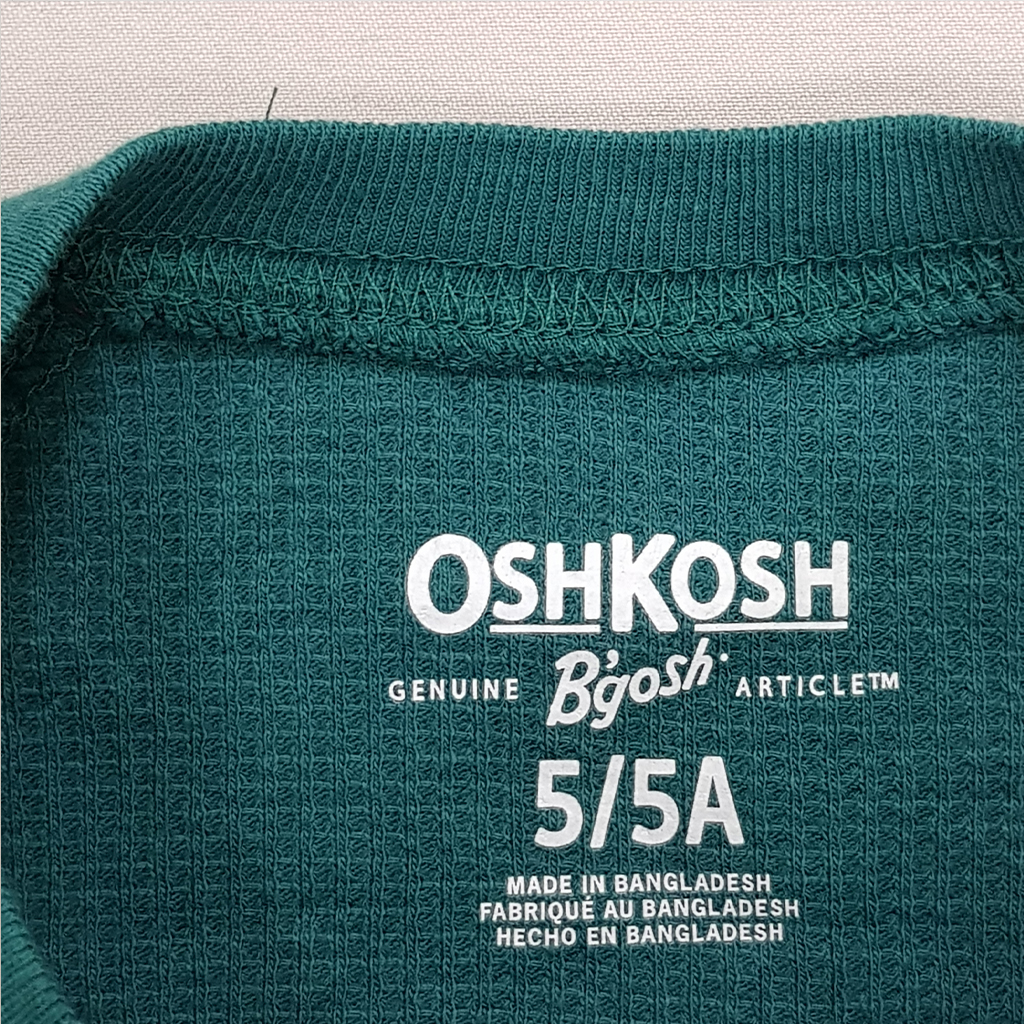 OSHKOSH
GENUINE B'gosh ARTICLE™
5/5A
MADE IN BANGLADESH
FABRIQUÉ AU BANGLADESH
HECHO EN BANGLADESH